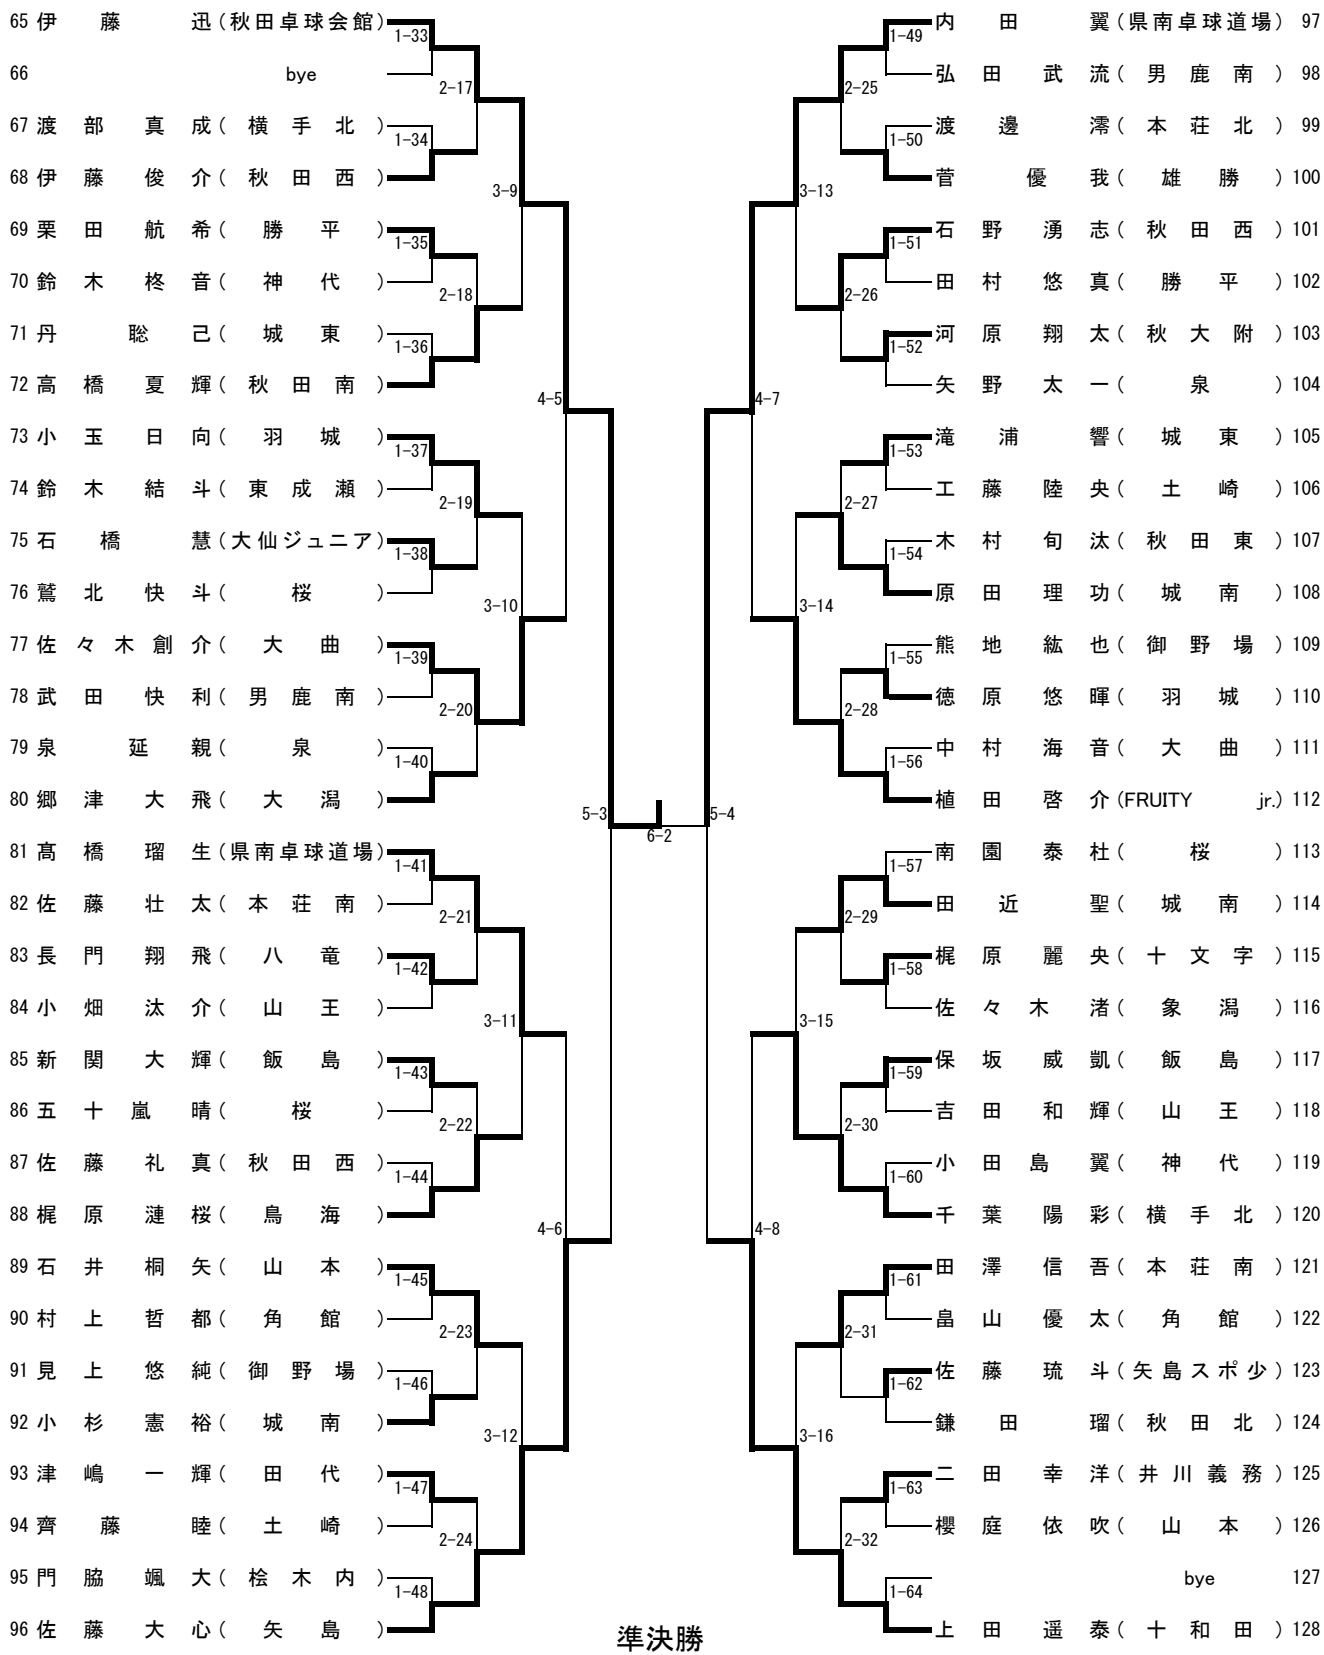 65 伊藤 迅 (秋田卓球会館)
1-33
66 bye
2-17
67 渡部 真成 (横手北)
1-34
68 伊藤 俊介 (秋田西)
3-9
69 栗田 航希 (勝平)
1-35
70 鈴木 柊音 (神代)
2-18
71 丹 聡己 (城東)
1-36
72 高橋 夏輝 (秋田南)
4-5
73 小玉 日向 (羽城)
1-37
74 鈴木 結斗 (東成瀬)
2-19
75 石橋 慧 (大仙ジュニア)
1-38
76 鷲北 快斗 (桜)
3-10
77 佐々木 創介 (大曲)
1-39
78 武田 快利 (男鹿南)
2-20
79 泉 延親 (泉)
1-40
80 郷津 大飛 (大潟)
5-3
6-2
81 髙橋 瑠生 (県南卓球道場)
1-41
82 佐藤 壮太 (本荘南)
2-21
83 長門 翔飛 (八竜)
1-42
84 小畑 汰介 (山王)
3-11
85 新関 大輝 (飯島)
1-43
86 五十嵐 晴 (桜)
2-22
87 佐藤 礼真 (秋田西)
1-44
88 梶原 漣桜 (鳥海)
4-6
89 石井 桐矢 (山本)
1-45
90 村上 哲都 (角館)
2-23
91 見上 悠純 (御野場)
1-46
92 小杉 憲裕 (城南)
3-12
93 津嶋 一輝 (田代)
1-47
94 齊藤 睦 (土崎)
2-24
95 門脇 颯大 (桧木内)
1-48
96 佐藤 大心 (矢島)
内田 翼 (県南卓球道場) 97
1-49
弘田 武流 (男鹿南) 98
2-25
渡邊 澪 (本荘北) 99
1-50
菅 優我 (雄勝) 100
3-13
石野 湧志 (秋田西) 101
1-51
田村 悠真 (勝平) 102
2-26
河原 翔太 (秋大附) 103
1-52
矢野 太一 (泉) 104
4-7
滝浦 響 (城東) 105
1-53
工藤 陸央 (土崎) 106
2-27
木村 旬汰 (秋田東) 107
1-54
原田 理功 (城南) 108
3-14
熊地 紘也 (御野場) 109
1-55
徳原 悠暉 (羽城) 110
2-28
中村 海音 (大曲) 111
1-56
植田 啓介 (FRUITY jr.) 112
5-4
南園 泰杜 (桜) 113
1-57
田近 聖 (城南) 114
2-29
梶原 麗央 (十文字) 115
1-58
佐々木 渚 (象潟) 116
3-15
保坂 威凱 (飯島) 117
1-59
吉田 和輝 (山王) 118
2-30
小田島 翼 (神代) 119
1-60
千葉 陽彩 (横手北) 120
4-8
田澤 信吾 (本荘南) 121
1-61
畠山 優太 (角館) 122
2-31
佐藤 琉斗 (矢島スポ少) 123
1-62
鎌田 瑠 (秋田北) 124
3-16
二田 幸洋 (井川義務) 125
1-63
櫻庭 依吹 (山本) 126
2-32
bye 127
1-64
上田 遥泰 (十和田) 128
準決勝